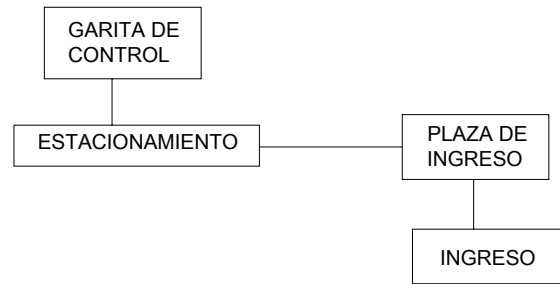 GARITA DE
CONTROL
ESTACIONAMIENTO
PLAZA DE
INGRESO
INGRESO